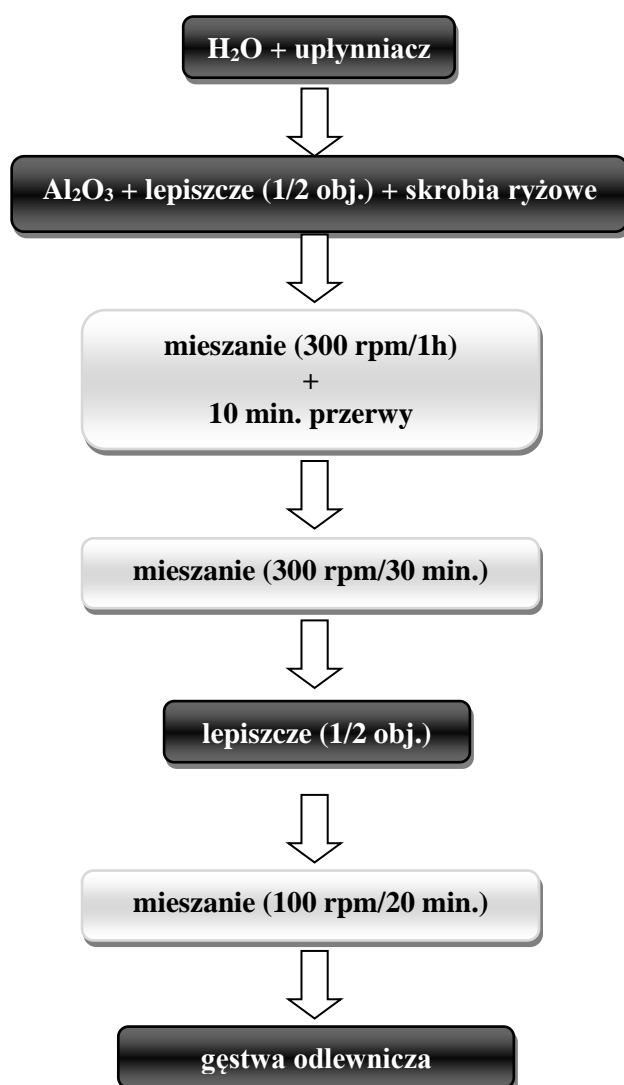 H₂O + upłynniacz
Al₂O₃ + lepiszcze (1/2 obj.) + skrobia ryżowe
mieszanie (300 rpm/1h)
+
10 min. przerwy
mieszanie (300 rpm/30 min.)
lepiszcze (1/2 obj.)
mieszanie (100 rpm/20 min.)
gęstwa odlewnicza